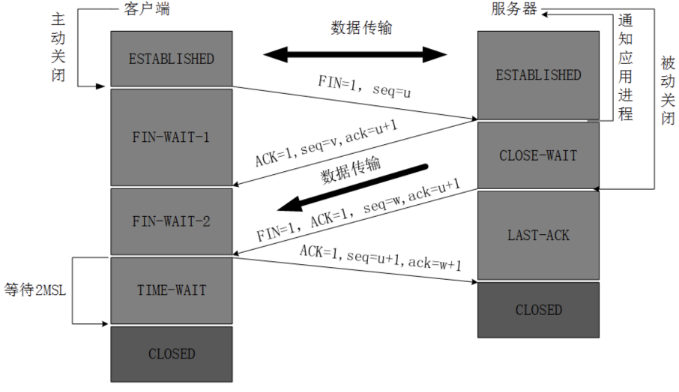 客户端
服务器
主动关闭
数据传输
通知应用进程
被动关闭
ESTABLISHED
ESTABLISHED
FIN=1, seq=u
FIN-WAIT-1
ACK=1,seq=v,ack=u+1
CLOSE-WAIT
数据传输
FIN-WAIT-2
FIN=1, ACK=1, seq=w,ack=u+1
LAST-ACK
ACK=1,seq=u+1,ack=w+1
等待2MSL
TIME-WAIT
CLOSED
CLOSED